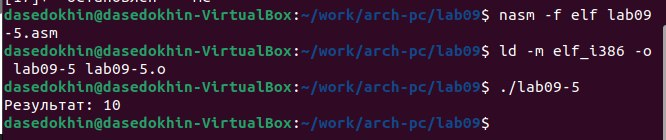 dasedokhin@dasedokhin-VirtualBox:~/work/arch-pc/lab09$ nasm -f elf lab09
-5.asm
dasedokhin@dasedokhin-VirtualBox:~/work/arch-pc/lab09$ ld -m elf_i386 -o
 lab09-5 lab09-5.o
dasedokhin@dasedokhin-VirtualBox:~/work/arch-pc/lab09$ ./lab09-5
Результат: 10
dasedokhin@dasedokhin-VirtualBox:~/work/arch-pc/lab09$